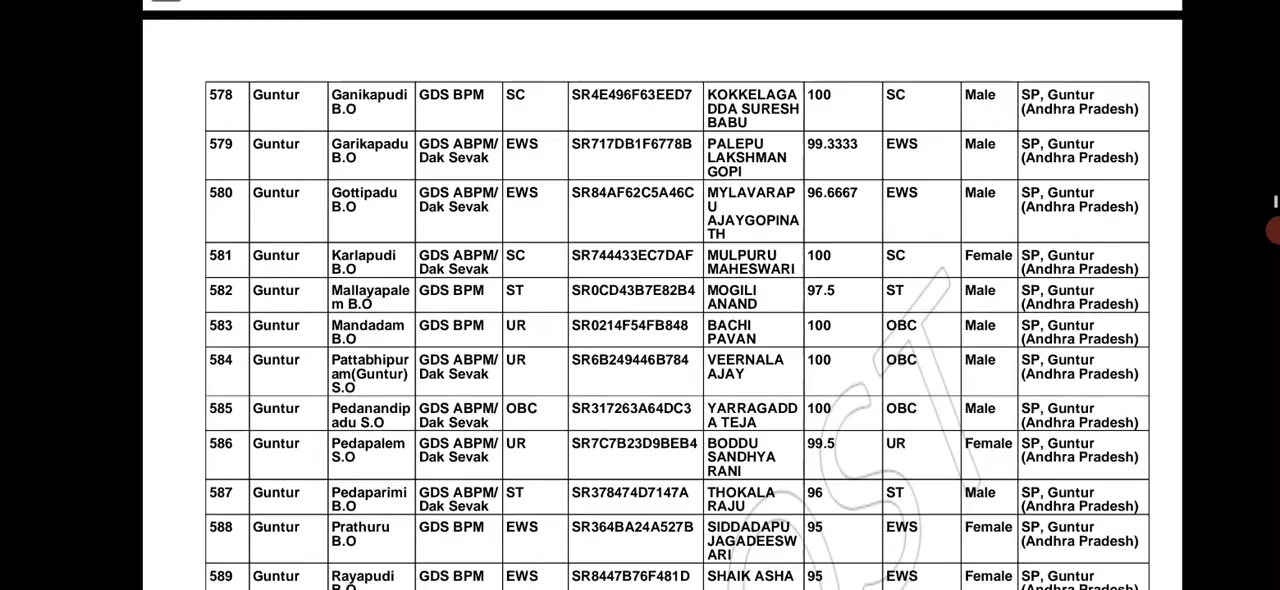 578 Guntur Ganikapudi GDS BPM SC SR4E496F63EED7 KOKKELAGA 100 SC Male SP, Guntur
B.O DDA SURESH (Andhra Pradesh)
BABU
579 Guntur Garikapadu GDS ABPM/ EWS SR717DB1F6778B PALEPU 99.3333 EWS Male SP, Guntur
B.O Dak Sevak LAKSHMAN (Andhra Pradesh)
GOPI
580 Guntur Gottipadu GDS ABPM/ EWS SR84AF62C5A46C MYLAVARAP 96.6667 EWS Male SP, Guntur
B.O Dak Sevak U (Andhra Pradesh)
AJAYGOPINA
TH
581 Guntur Karlapudi GDS ABPM/ SC SR744433EC7DAF MULPURU 100 SC Female SP, Guntur
B.O Dak Sevak MAHESWARI (Andhra Pradesh)
582 Guntur Mallayapale GDS BPM ST SR0CD43B7E82B4 MOGILI 97.5 ST Male SP, Guntur
m B.O ANAND (Andhra Pradesh)
583 Guntur Mandadam GDS BPM UR SR0214F54FB848 BACHI 100 OBC Male SP, Guntur
B.O PAVAN (Andhra Pradesh)
584 Guntur Pattabhipur GDS ABPM/ UR SR6B249446B784 VEERNALA 100 OBC Male SP, Guntur
am(Guntur) Dak Sevak AJAY (Andhra Pradesh)
S.O
585 Guntur Pedanandip GDS ABPM/ OBC SR317263A64DC3 YARRAGADD 100 OBC Male SP, Guntur
adu S.O Dak Sevak A TEJA (Andhra Pradesh)
586 Guntur Pedapalem GDS ABPM/ UR SR7C7B23D9BEB4 BODDU 99.5 UR Female SP, Guntur
S.O Dak Sevak SANDHYA (Andhra Pradesh)
RANI
587 Guntur Pedaparimi GDS ABPM/ ST SR378474D7147A THOKALA 96 ST Male SP, Guntur
B.O Dak Sevak RAJU (Andhra Pradesh)
588 Guntur Prathuru GDS BPM EWS SR364BA24A527B SIDDADAPU 95 EWS Female SP, Guntur
B.O JAGADEESW (Andhra Pradesh)
ARI
589 Guntur Rayapudi GDS BPM EWS SR8447B76F481D SHAIK ASHA 95 EWS Female SP, Guntur
B.O (Andhra Pradesh)
OST